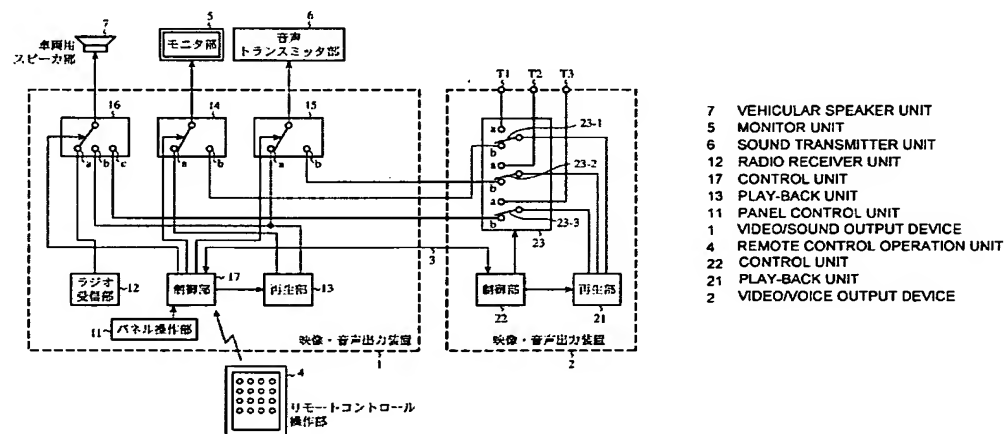 7
車両用
スピーカ部
5
モニタ部
6
音声
トランスミッタ部
16
a
b
c
14
a
b
15
a
b
T1
T2
T3
a
b
23-1
a
b
23-2
a
b
23-3
23
ラジオ
受信部
12
制御部
17
再生部
13
3
制御部
22
再生部
21
11
パネル操作部
映像・音声出力装置
1
映像・音声出力装置
2
4
リモートコントロール
操作部
7 VEHICULAR SPEAKER UNIT
5 MONITOR UNIT
6 SOUND TRANSMITTER UNIT
12 RADIO RECEIVER UNIT
17 CONTROL UNIT
13 PLAY-BACK UNIT
11 PANEL CONTROL UNIT
1 VIDEO/SOUND OUTPUT DEVICE
4 REMOTE CONTROL OPERATION UNIT
22 CONTROL UNIT
21 PLAY-BACK UNIT
2 VIDEO/VOICE OUTPUT DEVICE